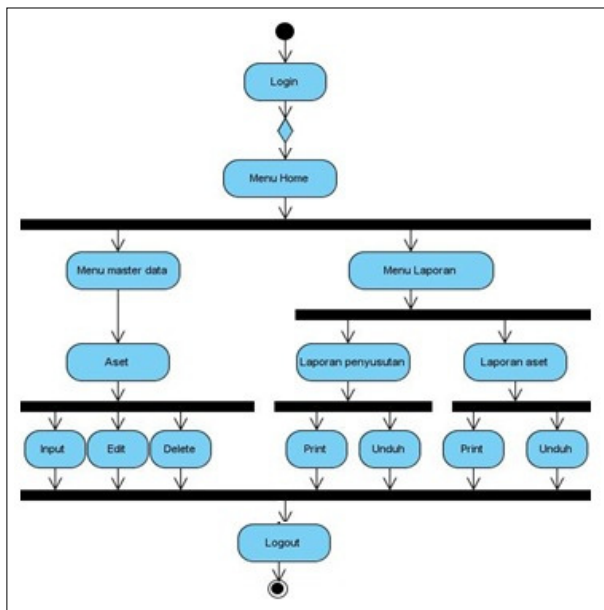 Login
Menu Home
Menu master data
Menu Laporan
Aset
Laporan penyusutan
Laporan aset
Input
Edit
Delete
Print
Unduh
Print
Unduh
Logout